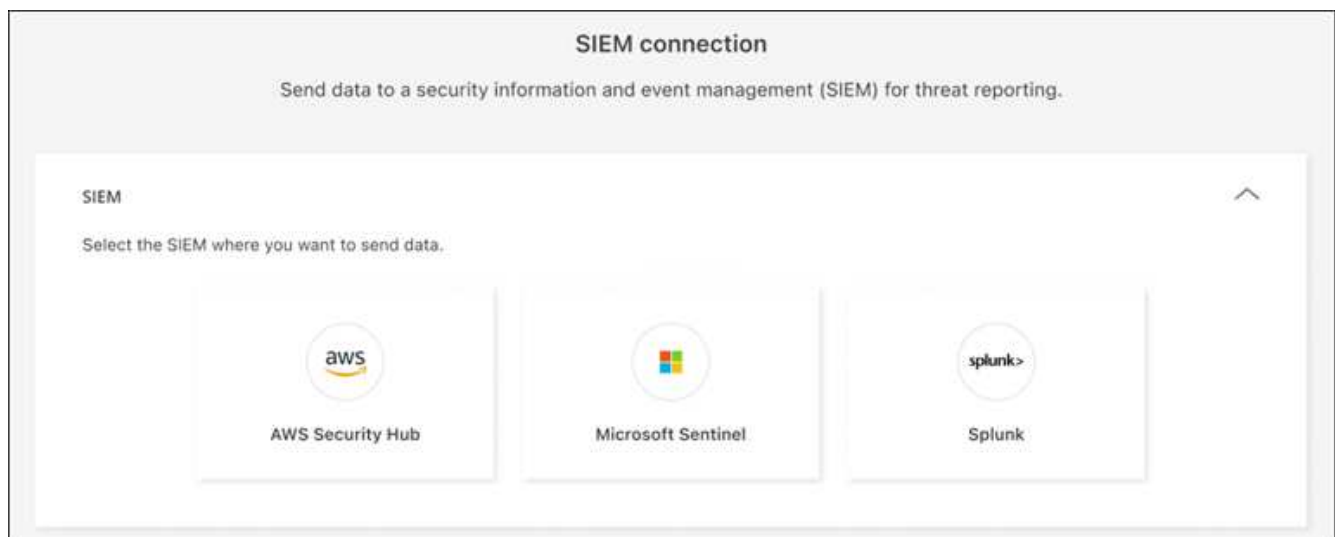 SIEM connection
Send data to a security information and event management (SIEM) for threat reporting.
SIEM
Select the SIEM where you want to send data.
aws
splunk>
AWS Security Hub
Microsoft Sentinel
Splunk